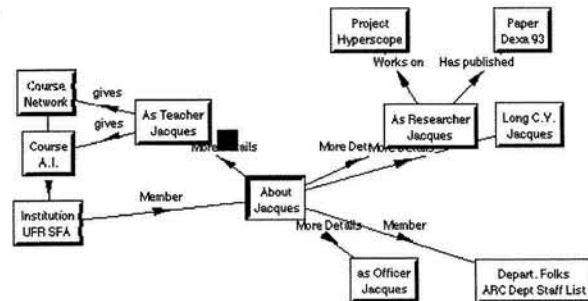 Project
Hyperscope
Paper
Dexa 93
Works on
Has published
Course
Network
gives
As Teacher
Jacques
As Researcher
Jacques
Long C.Y.
Jacques
gives
Course
A.I.
More Details
More Details
More Details
Member
About
Jacques
Institution
UFR SFA
More Details
Member
as Officer
Jacques
Depart. Folks
ARC Dept Staff List